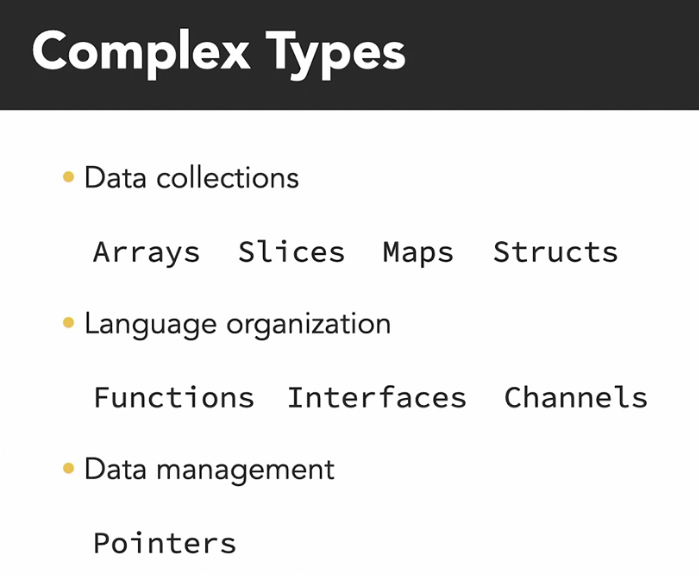 Complex Types
• Data collections
Arrays Slices Maps Structs
• Language organization
Functions Interfaces Channels
• Data management
Pointers